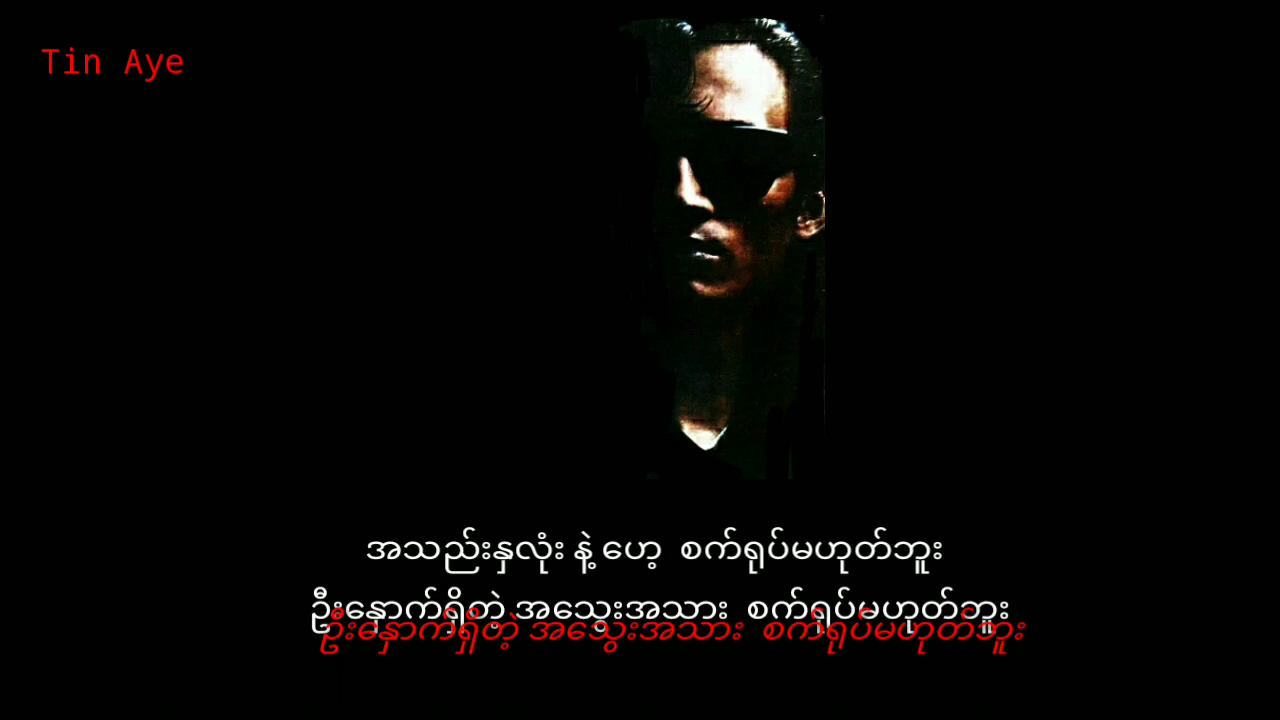 Tin Aye
အသည်းနှလုံး နဲ့ ဟေ့ စက်ရုပ်မဟုတ်ဘူး
ဦးနှောက်ရှိတဲ့ အသွေးအသား စက်ရုပ်မဟုတ်ဘူး
ဦးနှောက်ရှိတဲ့ အသွေးအသား စက်ရုပ်မဟုတ်ဘူး